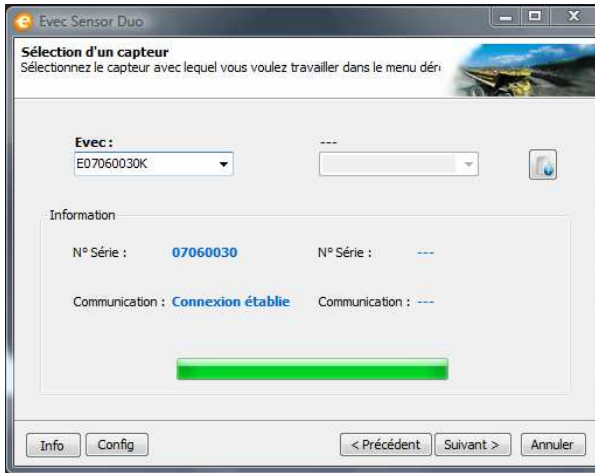 Evec Sensor Duo
Sélection d'un capteur
Sélectionnez le capteur avec lequel vous voulez travailler dans le menu dér
Evec : ---
E07060030K
Information
N° Série : 07060030 N° Série : ---
Communication : Connexion établie Communication : ---
Info Config < Précédent Suivant > Annuler